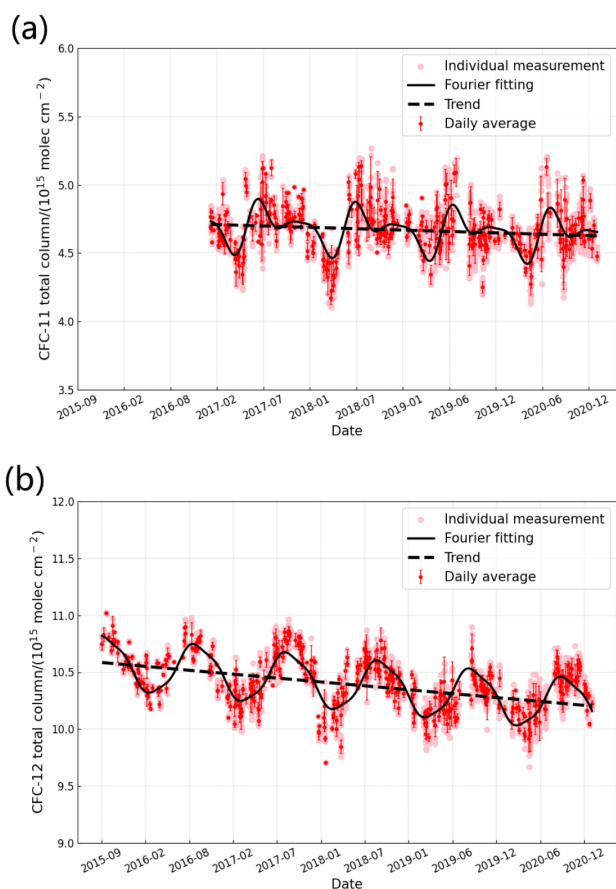 (a)
6.0
5.5
5.0
4.5
4.0
3.5
CFC-11 total column/(10^15 molec cm^−2)
Individual measurement
Fourier fitting
Trend
Daily average
2015-09 2016-02 2016-08 2017-02 2017-07 2018-01 2018-07 2019-01 2019-06 2019-12 2020-06 2020-12
Date
(b)
12.0
11.5
11.0
10.5
10.0
9.5
9.0
CFC-12 total column/(10^15 molec cm^−2)
Individual measurement
Fourier fitting
Trend
Daily average
2015-09 2016-02 2016-08 2017-02 2017-07 2018-01 2018-07 2019-01 2019-06 2019-12 2020-06 2020-12
Date